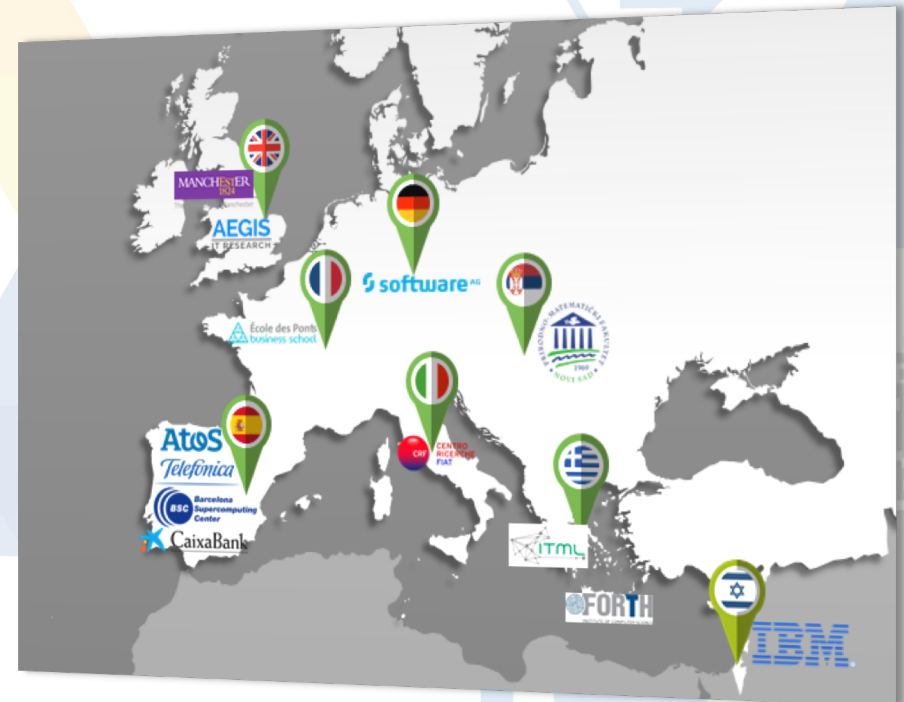 MANCHESTER
1824
AEGIS
IT RESEARCH
software AG
École des Ponts
business school
PRIRODNO-MATEMATIČKI FAKULTET
1969
NOVI SAD
Atos
Telefónica
BSC
Barcelona
Supercomputing
Center
CaixaBank
CRF
CENTRO
RICERCHE
FIAT
ITML
FORTH
IBM